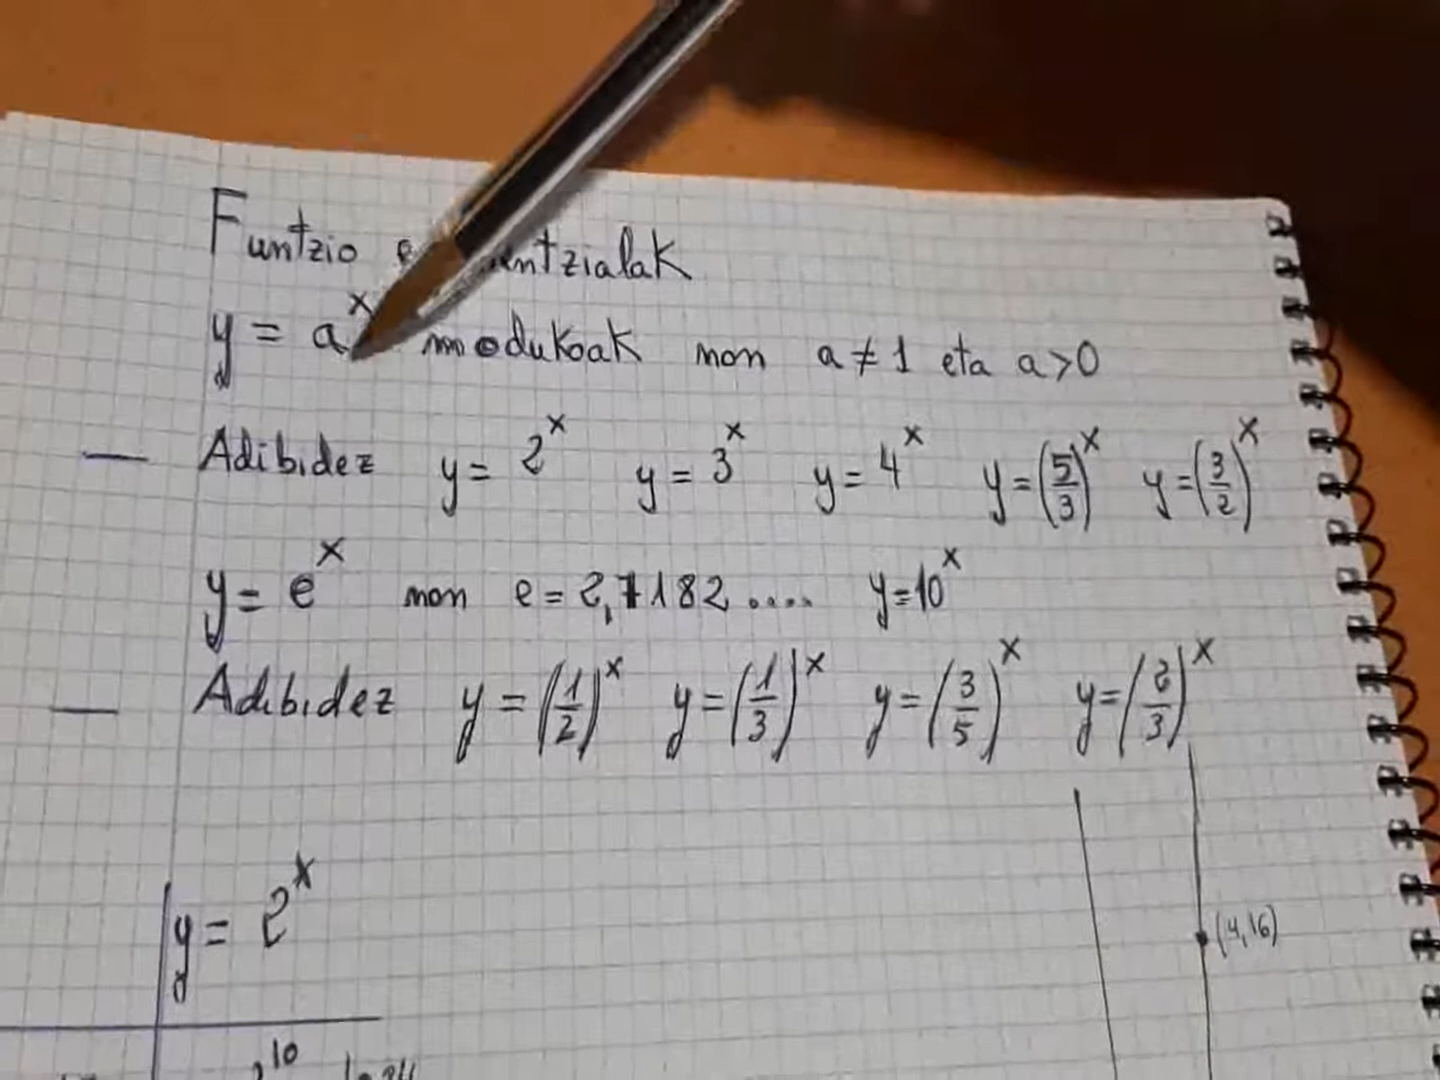 Funtzio
y = a^x modukoak non a ≠ 1 eta a > 0
— Adibidez y = 2^x y = 3^x y = 4^x y = (5/3)^x y = (3/2)^x
y = e^x non e = 2,7182 .... y = 10^x
— Adibidez y = (1/2)^x y = (1/3)^x y = (3/5)^x y = (2/3)^x
y = 2^x
(4,16)